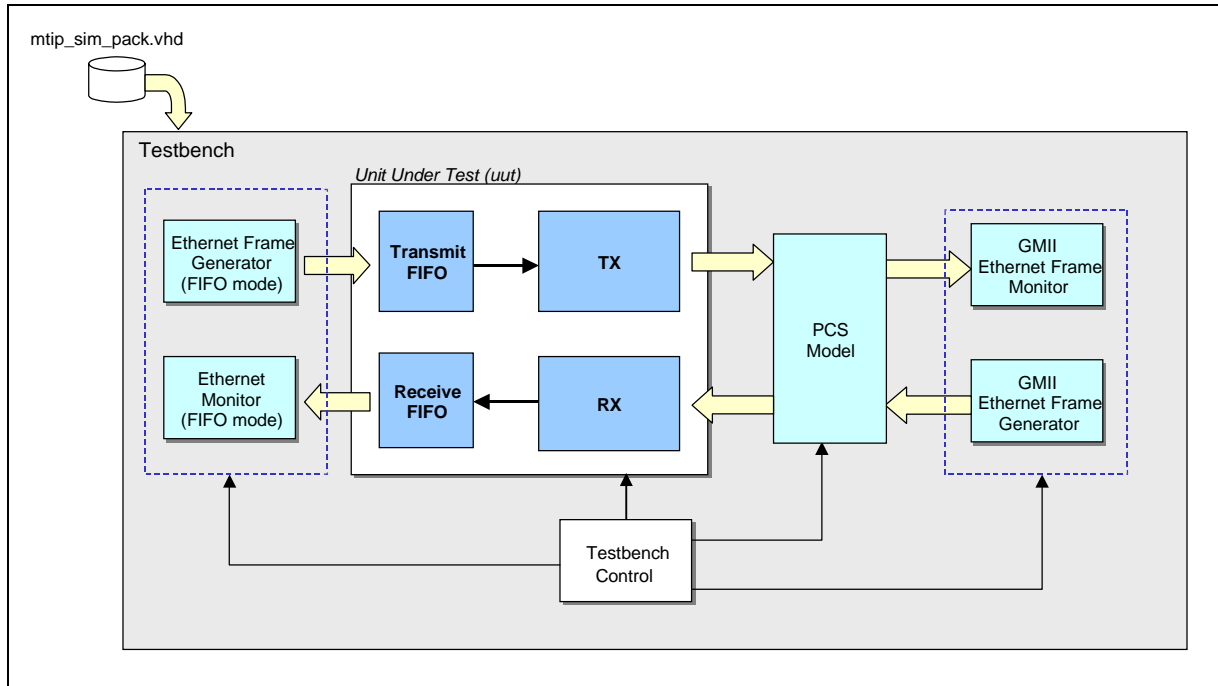 mtip_sim_pack.vhd
Testbench
Unit Under Test (uut)
Ethernet Frame
Generator
(FIFO mode)
Transmit
FIFO
TX
PCS
Model
GMII
Ethernet Frame
Monitor
Ethernet
Monitor
(FIFO mode)
Receive
FIFO
RX
GMII
Ethernet Frame
Generator
Testbench
Control